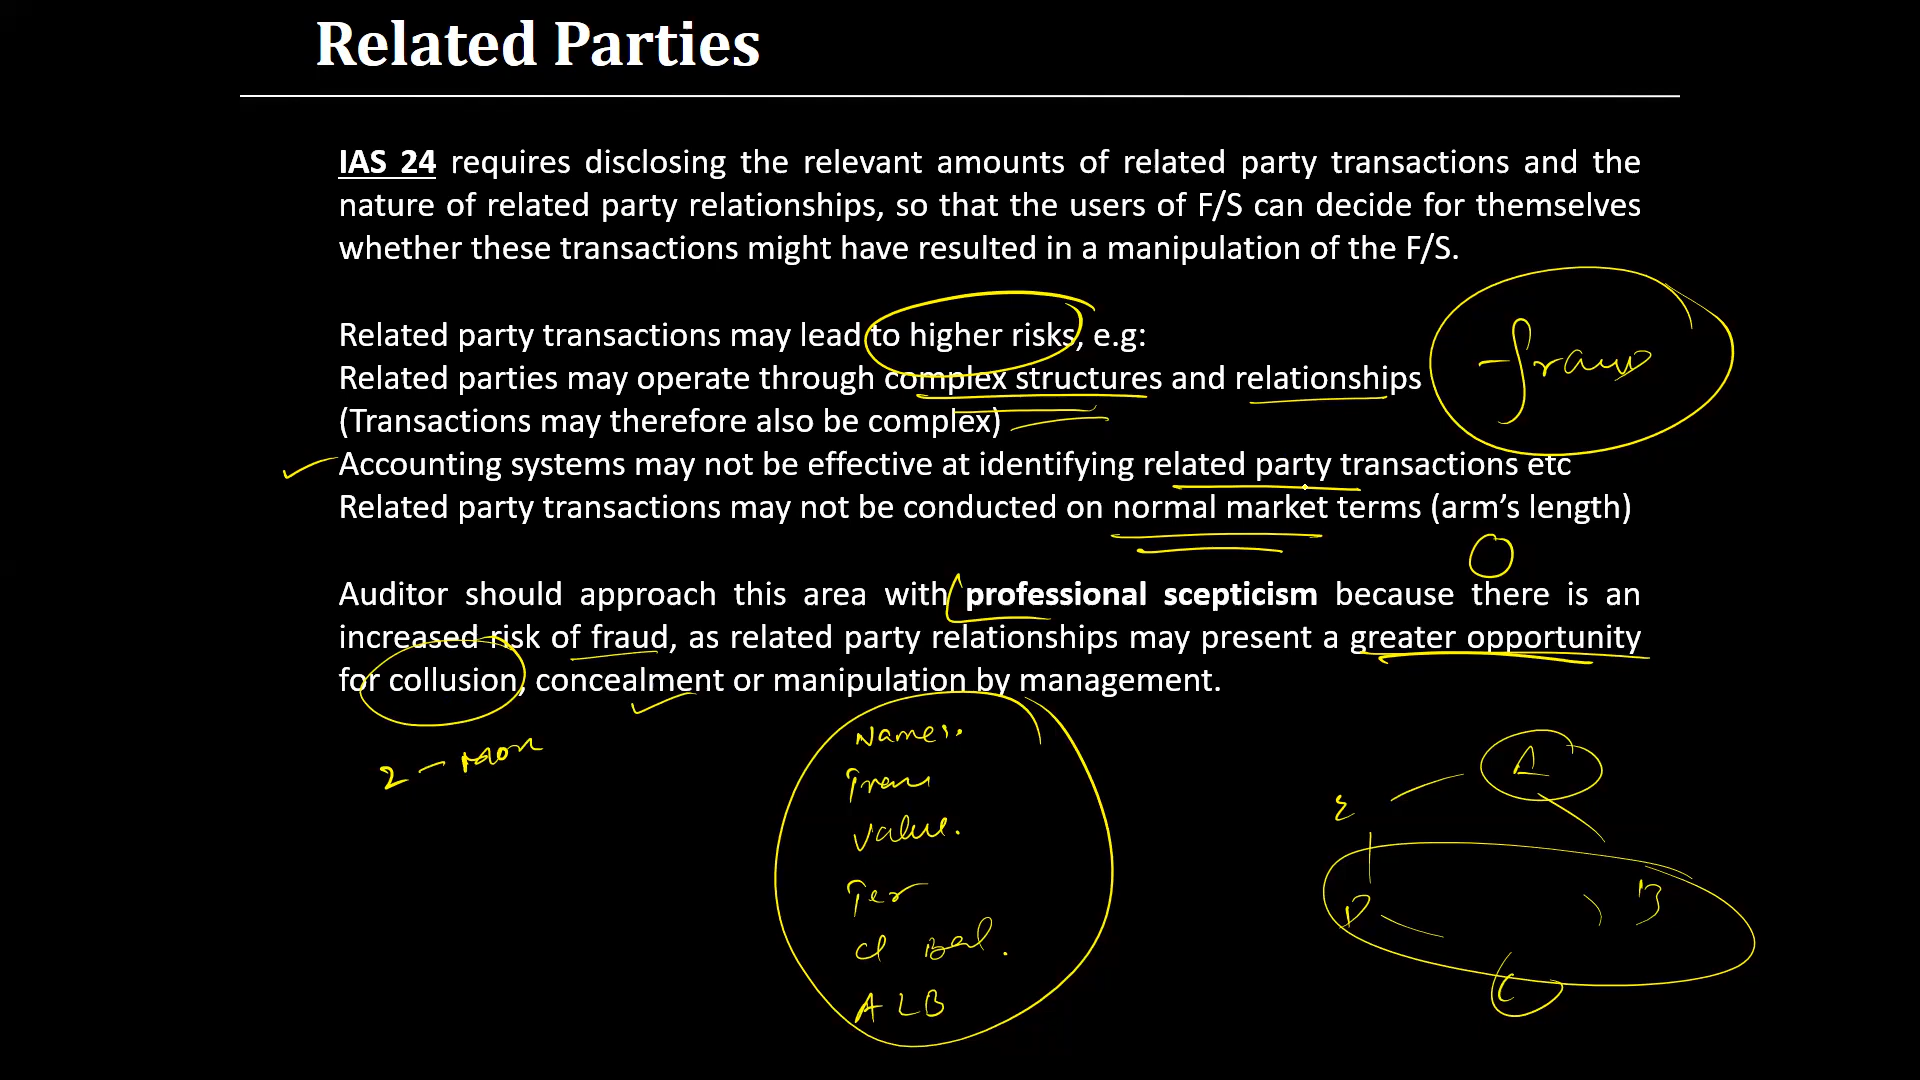 Related Parties
IAS 24 requires disclosing the relevant amounts of related party transactions and the
nature of related party relationships, so that the users of F/S can decide for themselves
whether these transactions might have resulted in a manipulation of the F/S.
Related party transactions may lead to higher risks, e.g:
Related parties may operate through complex structures and relationships
(Transactions may therefore also be complex)
Accounting systems may not be effective at identifying related party transactions etc
Related party transactions may not be conducted on normal market terms (arm's length)
Auditor should approach this area with professional scepticism because there is an
increased risk of fraud, as related party relationships may present a greater opportunity
for collusion, concealment or manipulation by management.
fraud
2 -
Names.
Tran
Value.
Ter
Cl Bal.
ALB
A
E
B
D
C